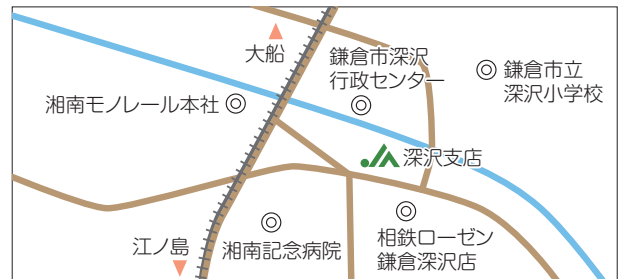 大船
鎌倉市深沢
行政センター
鎌倉市立
深沢小学校
湘南モノレール本社
JA
深沢支店
江ノ島
湘南記念病院
相鉄ローゼン
鎌倉深沢店